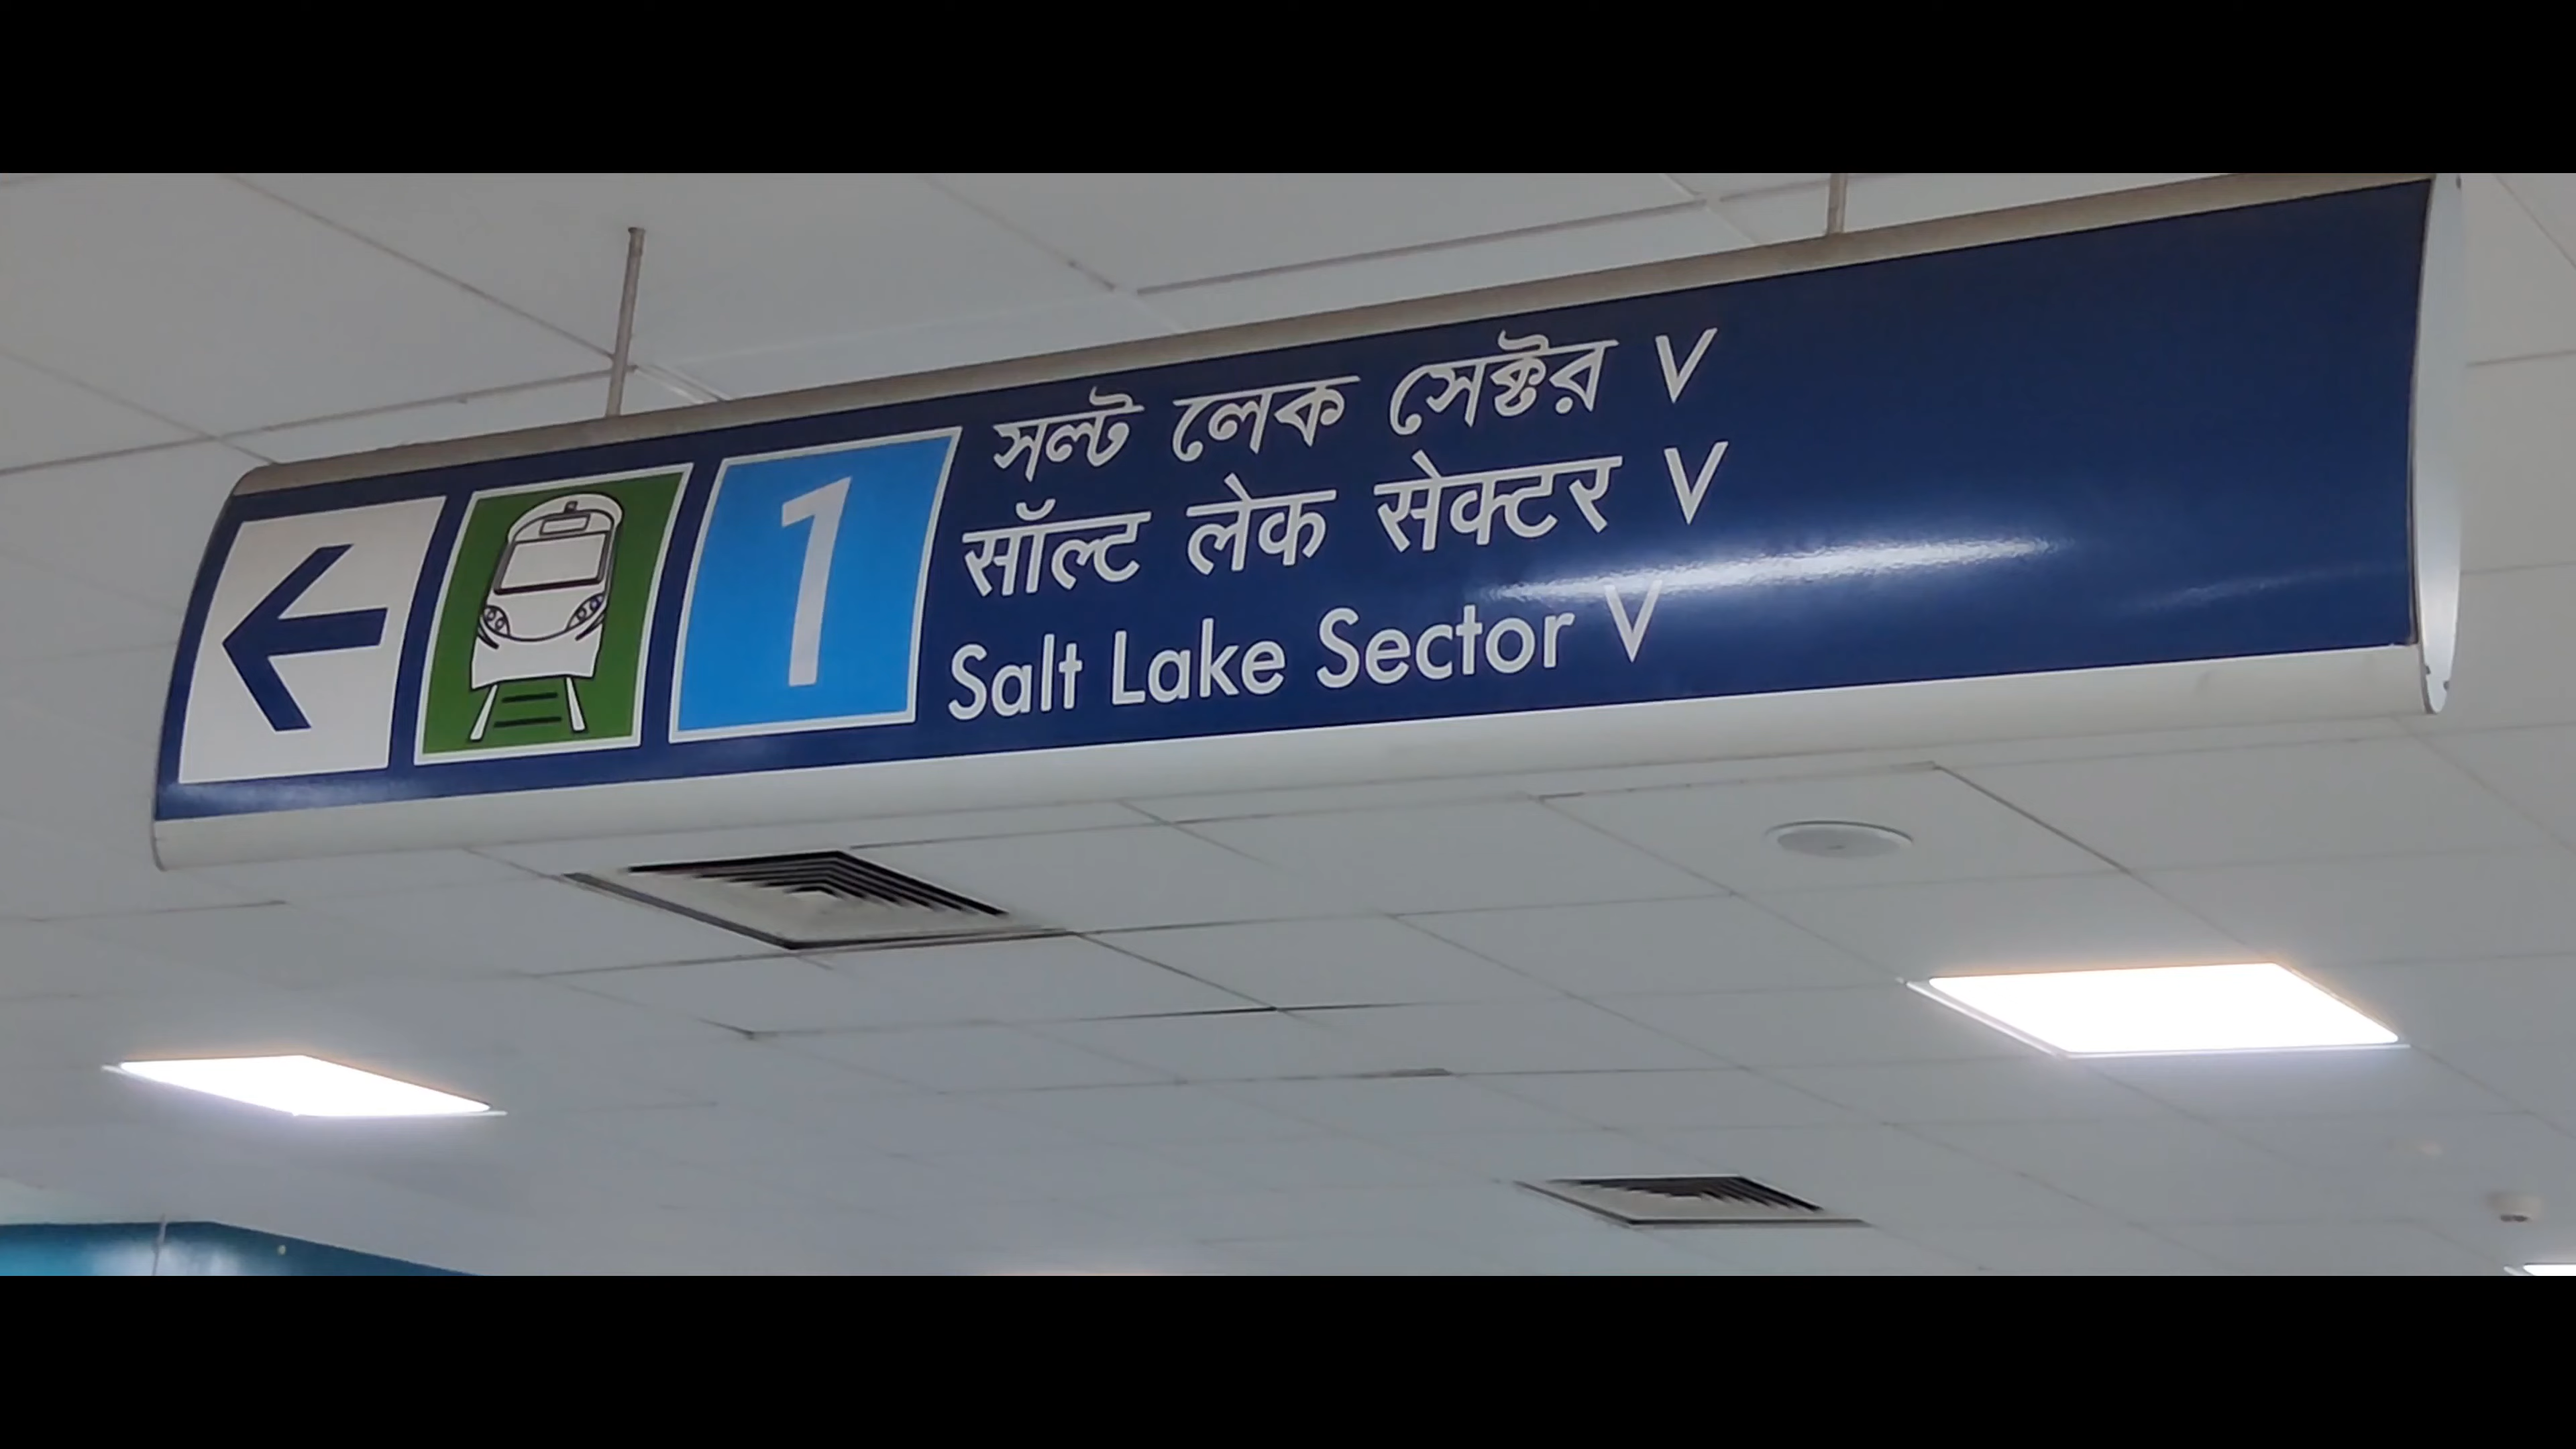 1
সল্ট লেক সেক্টর V
सॉल्ट लेक सेक्टर V
Salt Lake Sector V